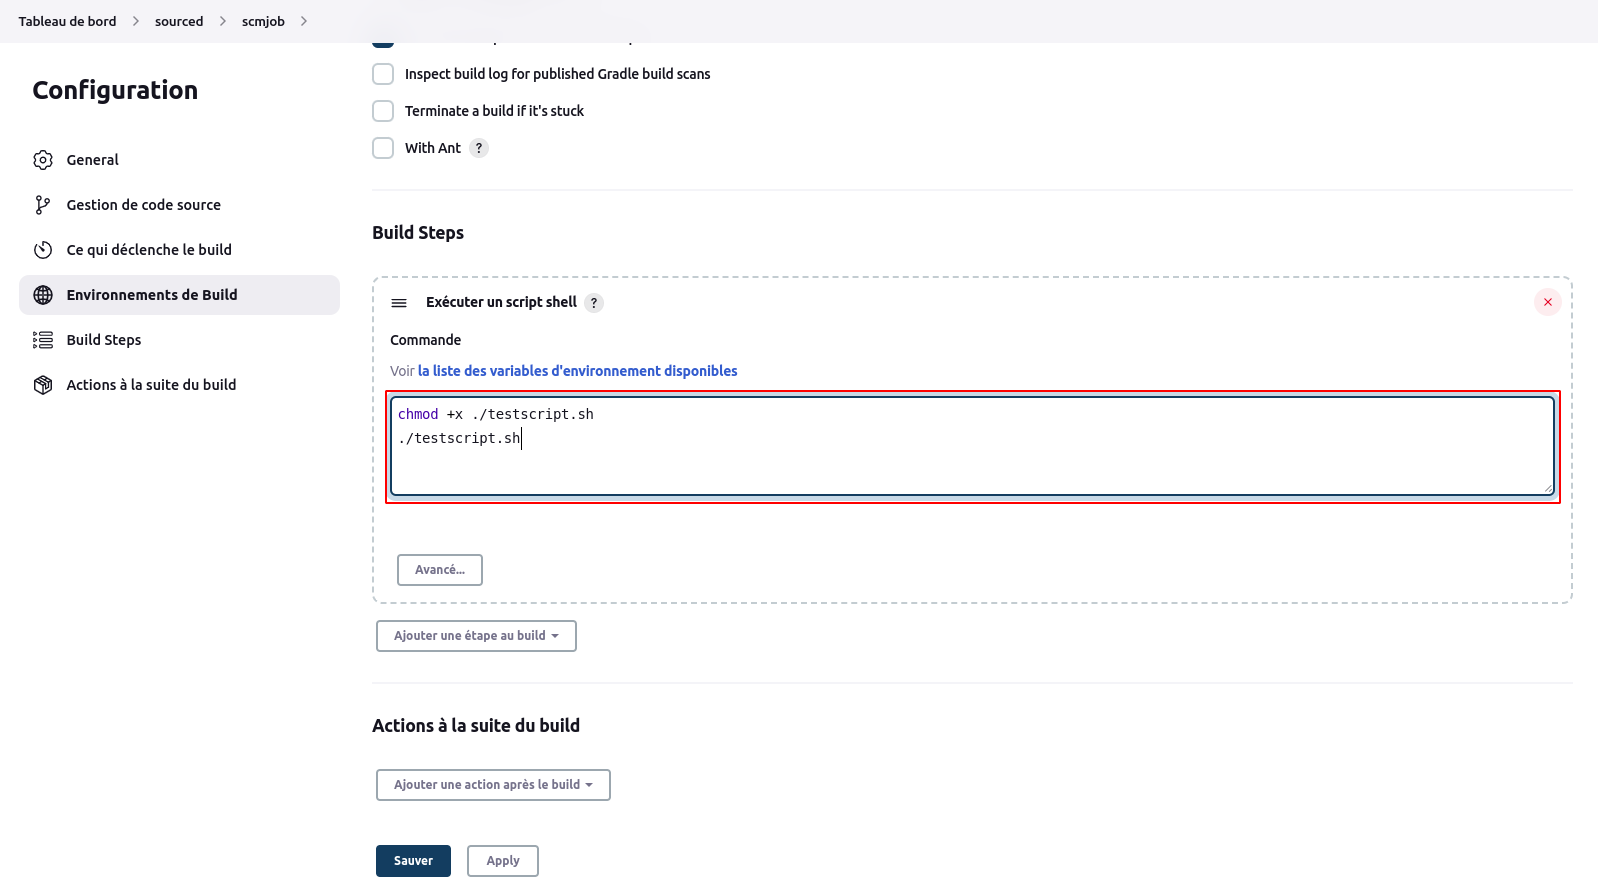 Tableau de bord > sourced > scmjob >
Configuration
General
Gestion de code source
Ce qui déclenche le build
Environnements de Build
Build Steps
Actions à la suite du build
Inspect build log for published Gradle build scans
Terminate a build if it's stuck
With Ant ?
Build Steps
Exécuter un script shell ?
Commande
Voir la liste des variables d'environnement disponibles
chmod +x ./testscript.sh
./testscript.sh
Avancé...
Ajouter une étape au build
Actions à la suite du build
Ajouter une action après le build
Sauver Apply